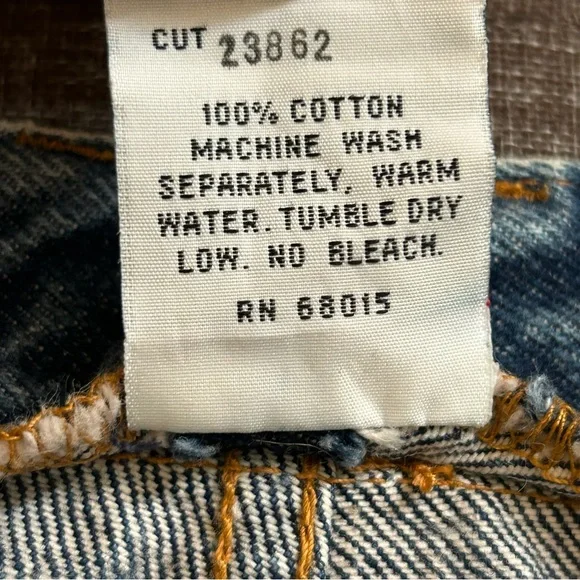 CUT 23862
100% COTTON
MACHINE WASH
SEPARATELY, WARM
WATER. TUMBLE DRY
LOW. NO BLEACH.
RN 68015